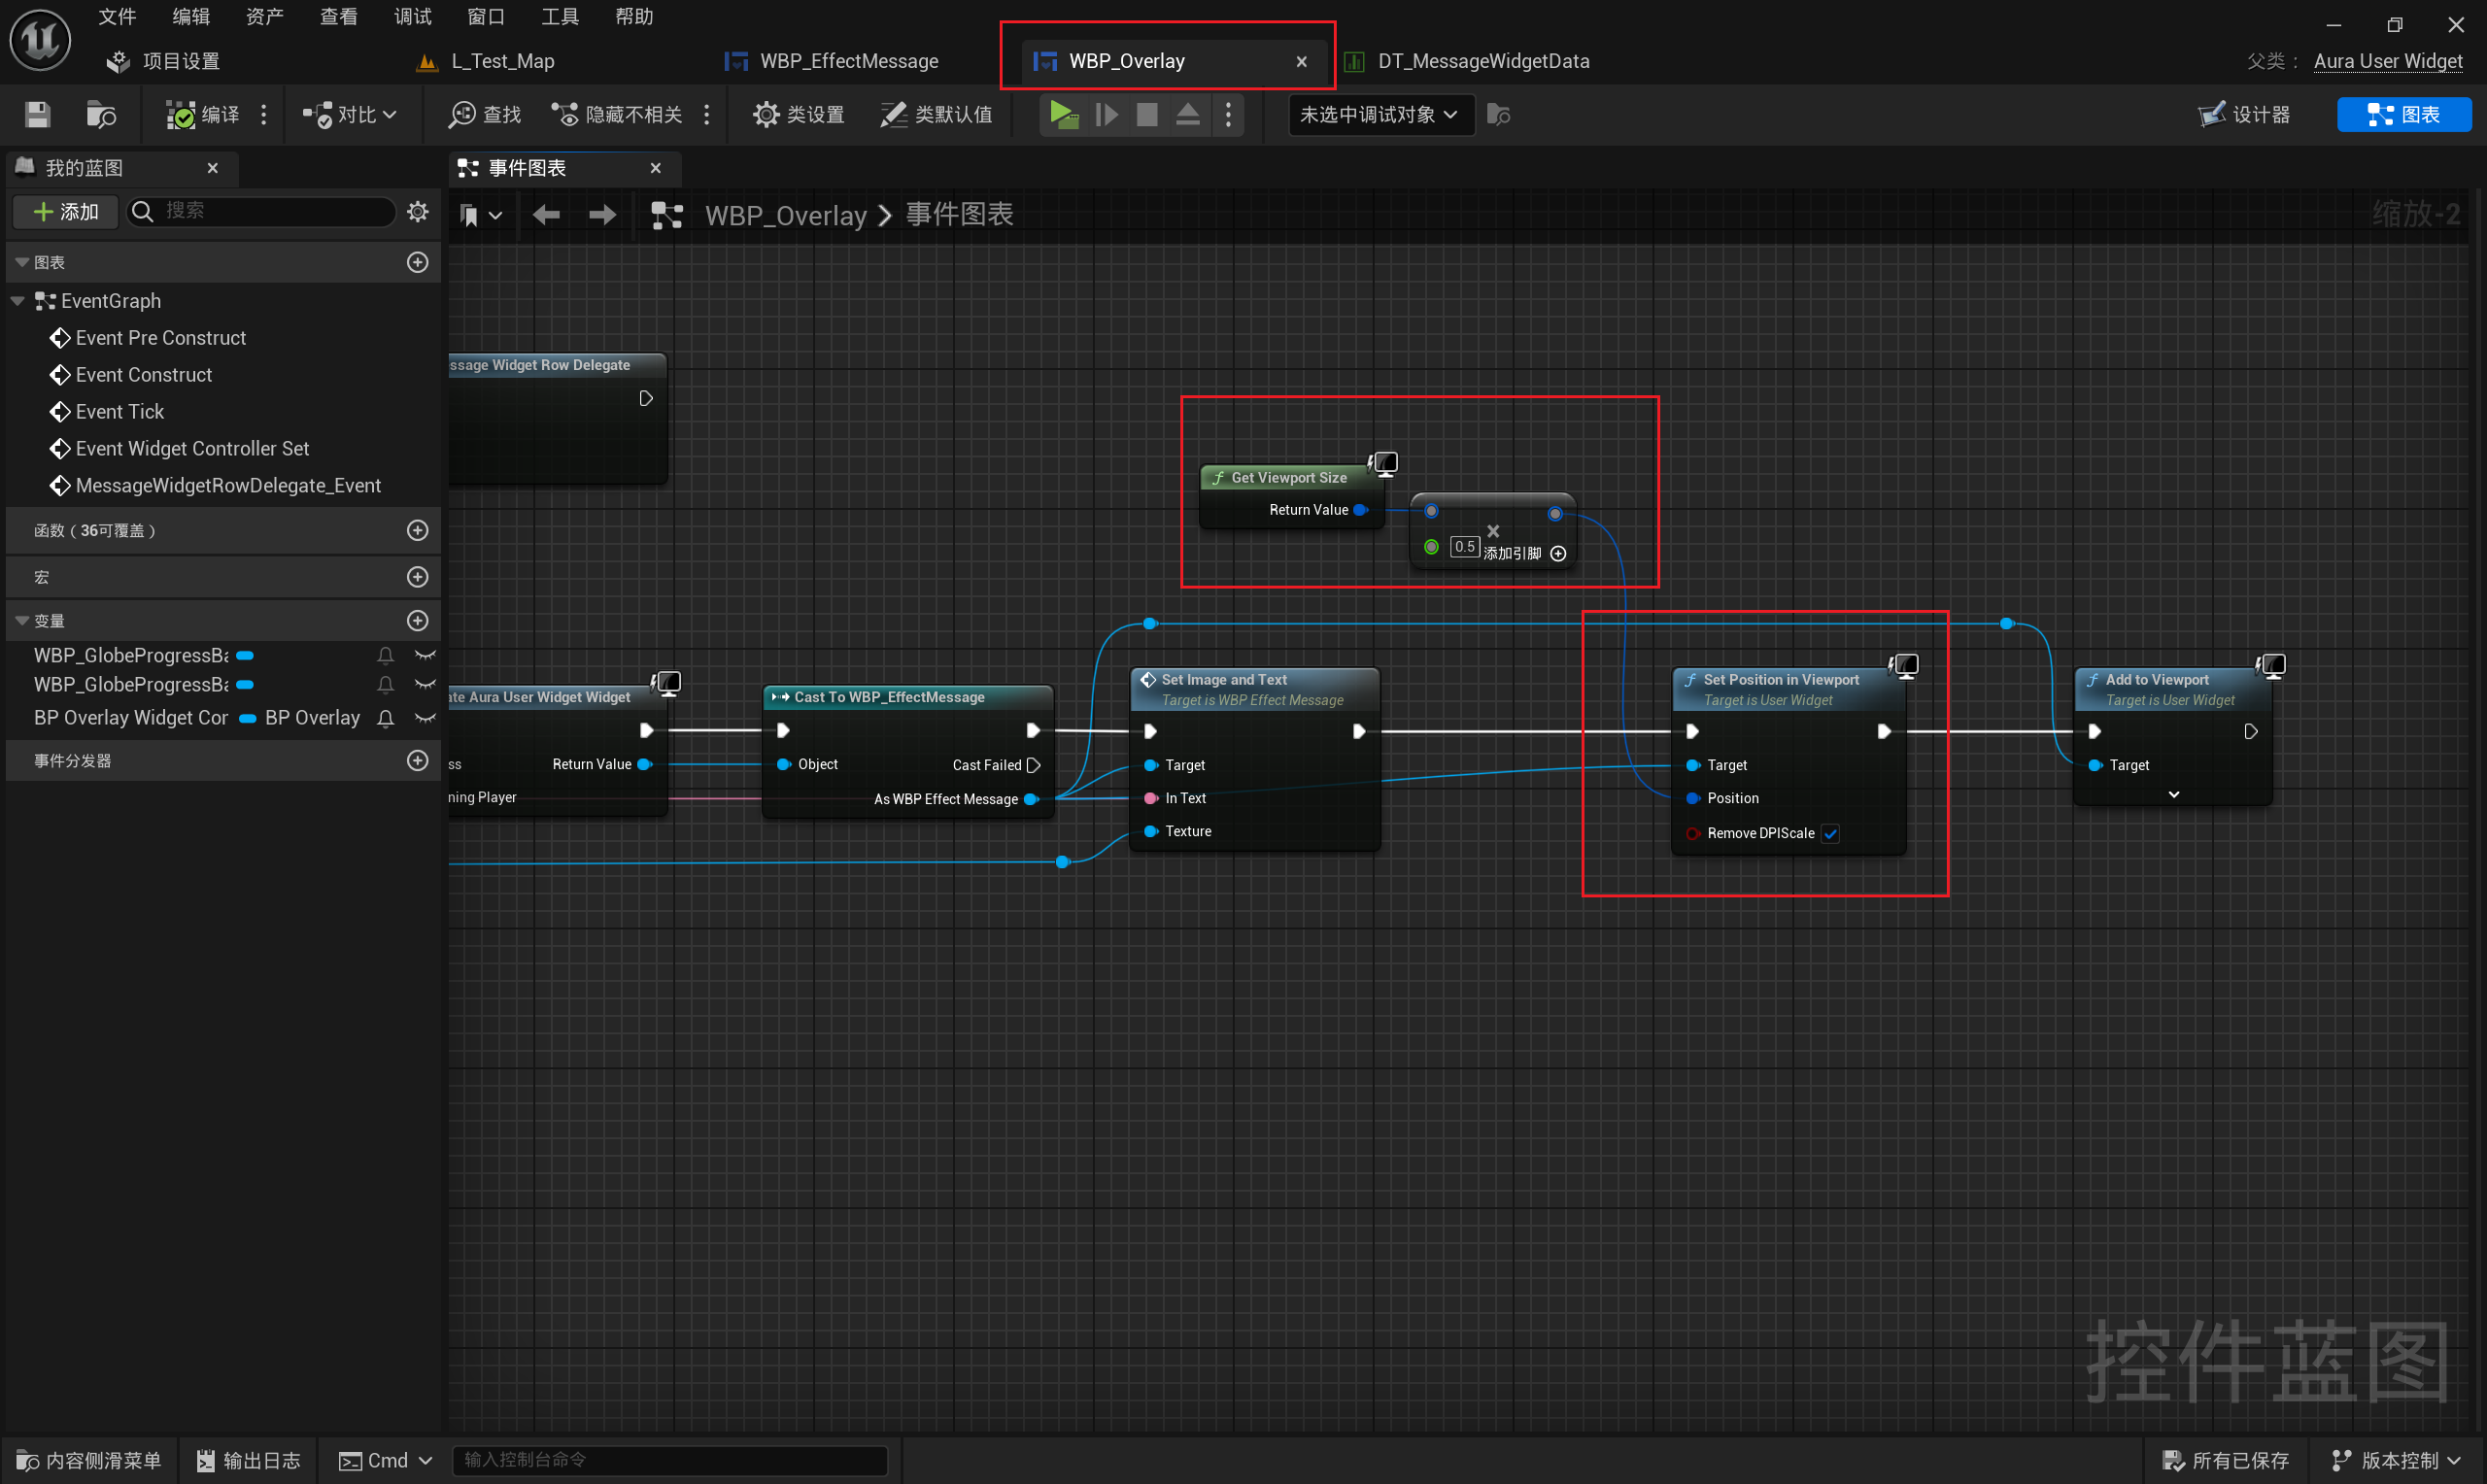 文件 编辑 资产 查看 调试 窗口 工具 帮助
项目设置 L_Test_Map WBP_EffectMessage WBP_Overlay DT_MessageWidgetData
父类： Aura User Widget
编译 对比 查找 隐藏不相关 类设置 类默认值 未选中调试对象 设计器 图表
我的蓝图
添加 搜索
图表
EventGraph
Event Pre Construct
Event Construct
Event Tick
Event Widget Controller Set
MessageWidgetRowDelegate_Event
函数（36可覆盖）
宏
变量
WBP_GlobeProgressBa
WBP_GlobeProgressBa
BP Overlay Widget Cor BP Overlay
事件分发器
事件图表
WBP_Overlay 事件图表
缩放-2
ssage Widget Row Delegate
Get Viewport Size
Return Value
0.5 添加引脚
ate Aura User Widget Widget
ss Return Value
ning Player
Cast To WBP_EffectMessage
Object Cast Failed
As WBP Effect Message
Set Image and Text
Target is WBP Effect Message
Target
In Text
Texture
Set Position in Viewport
Target is User Widget
Target
Position
Remove DPIScale
Add to Viewport
Target is User Widget
Target
控件蓝图
内容侧滑菜单 输出日志 Cmd 输入控制台命令 所有已保存 版本控制